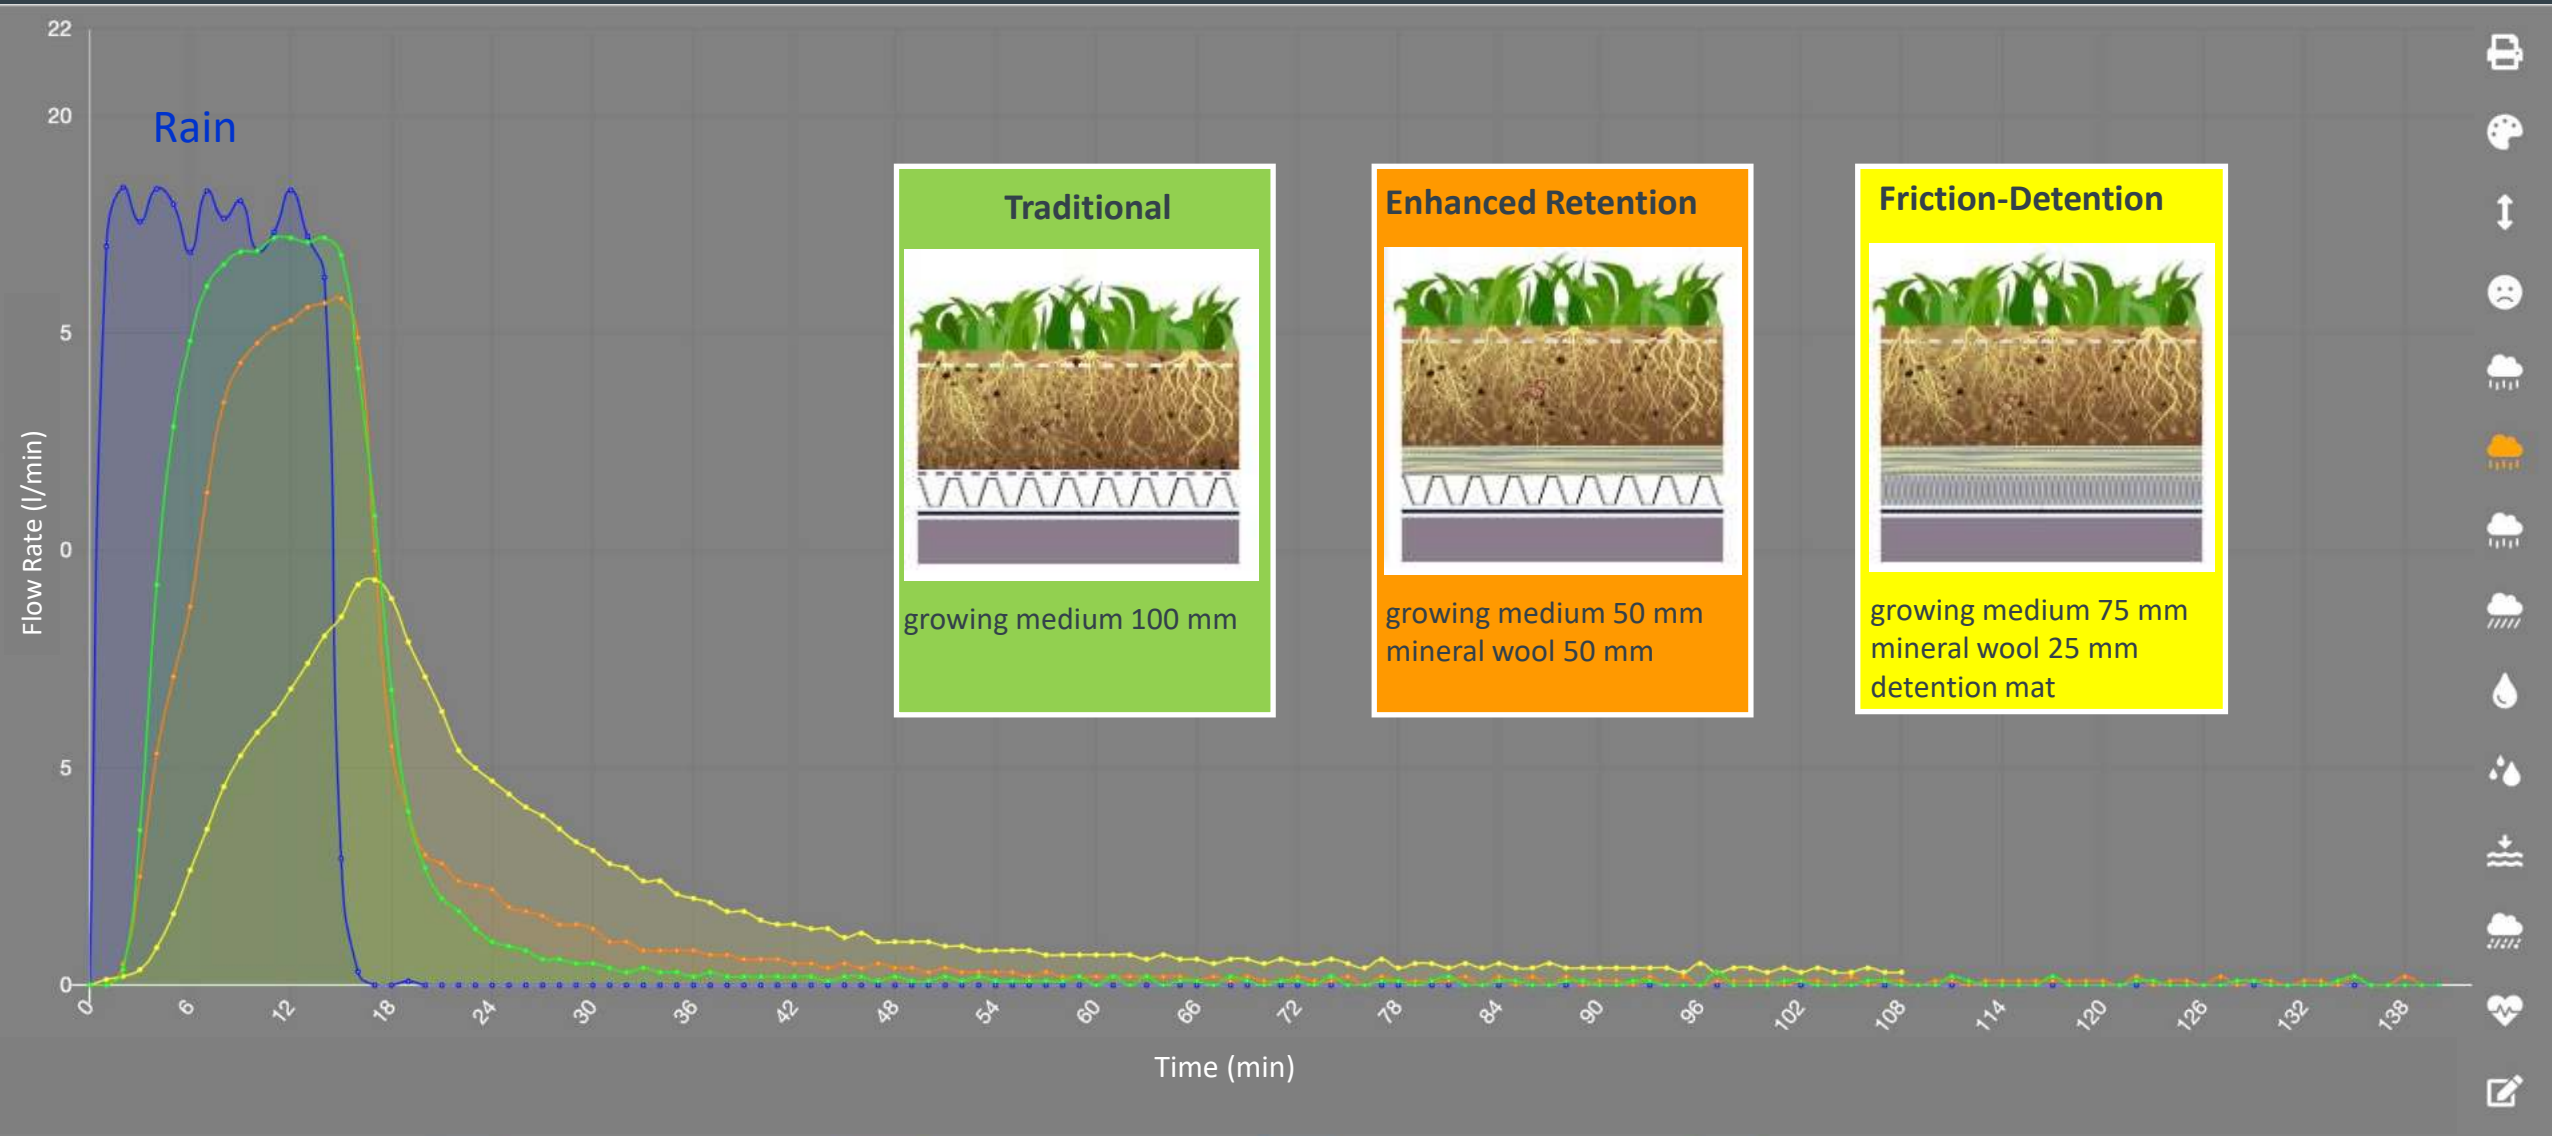 22
20
5
0
5
0
Flow Rate (l/min)
Rain
Traditional
growing medium 100 mm
Enhanced Retention
growing medium 50 mm
mineral wool 50 mm
Friction-Detention
growing medium 75 mm
mineral wool 25 mm
detention mat
0 6 12 18 24 30 36 42 48 54 60 66 72 78 84 90 96 102 108 114 120 126 132 138
Time (min)